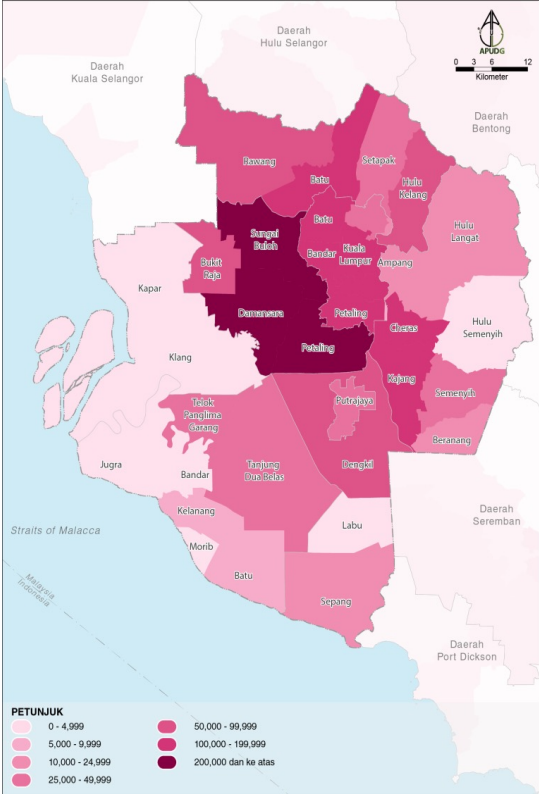 Daerah
Hulu Selangor
Daerah
Kuala Selangor
APUDG
0 3 6 12
Kilometer
Daerah
Bentong
Rawang
Setapak
Batu
Hulu
Kelang
Sungai
Buloh
Batu
Hulu
Langat
Bandar
Kuala
Lumpar
Ampang
Bukit
Raja
Kapar
Damansara
Petaling
Cheras
Hulu
Semenyih
Petaling
Klang
Kajang
Telok
Panglima
Garang
Putrajaya
Semenyih
Beranang
Jugra
Bandar
Tanjung
Dua Belas
Dengkil
Kelanang
Labu
Daerah
Seremban
Straits of Malacca
Morib
Batu
Malaysia
Indonesia
Sepang
Daerah
Port Dickson
PETUNJUK
0 - 4,999
5,000 - 9,999
10,000 - 24,999
25,000 - 49,999
50,000 - 99,999
100,000 - 199,999
200,000 dan ke atas